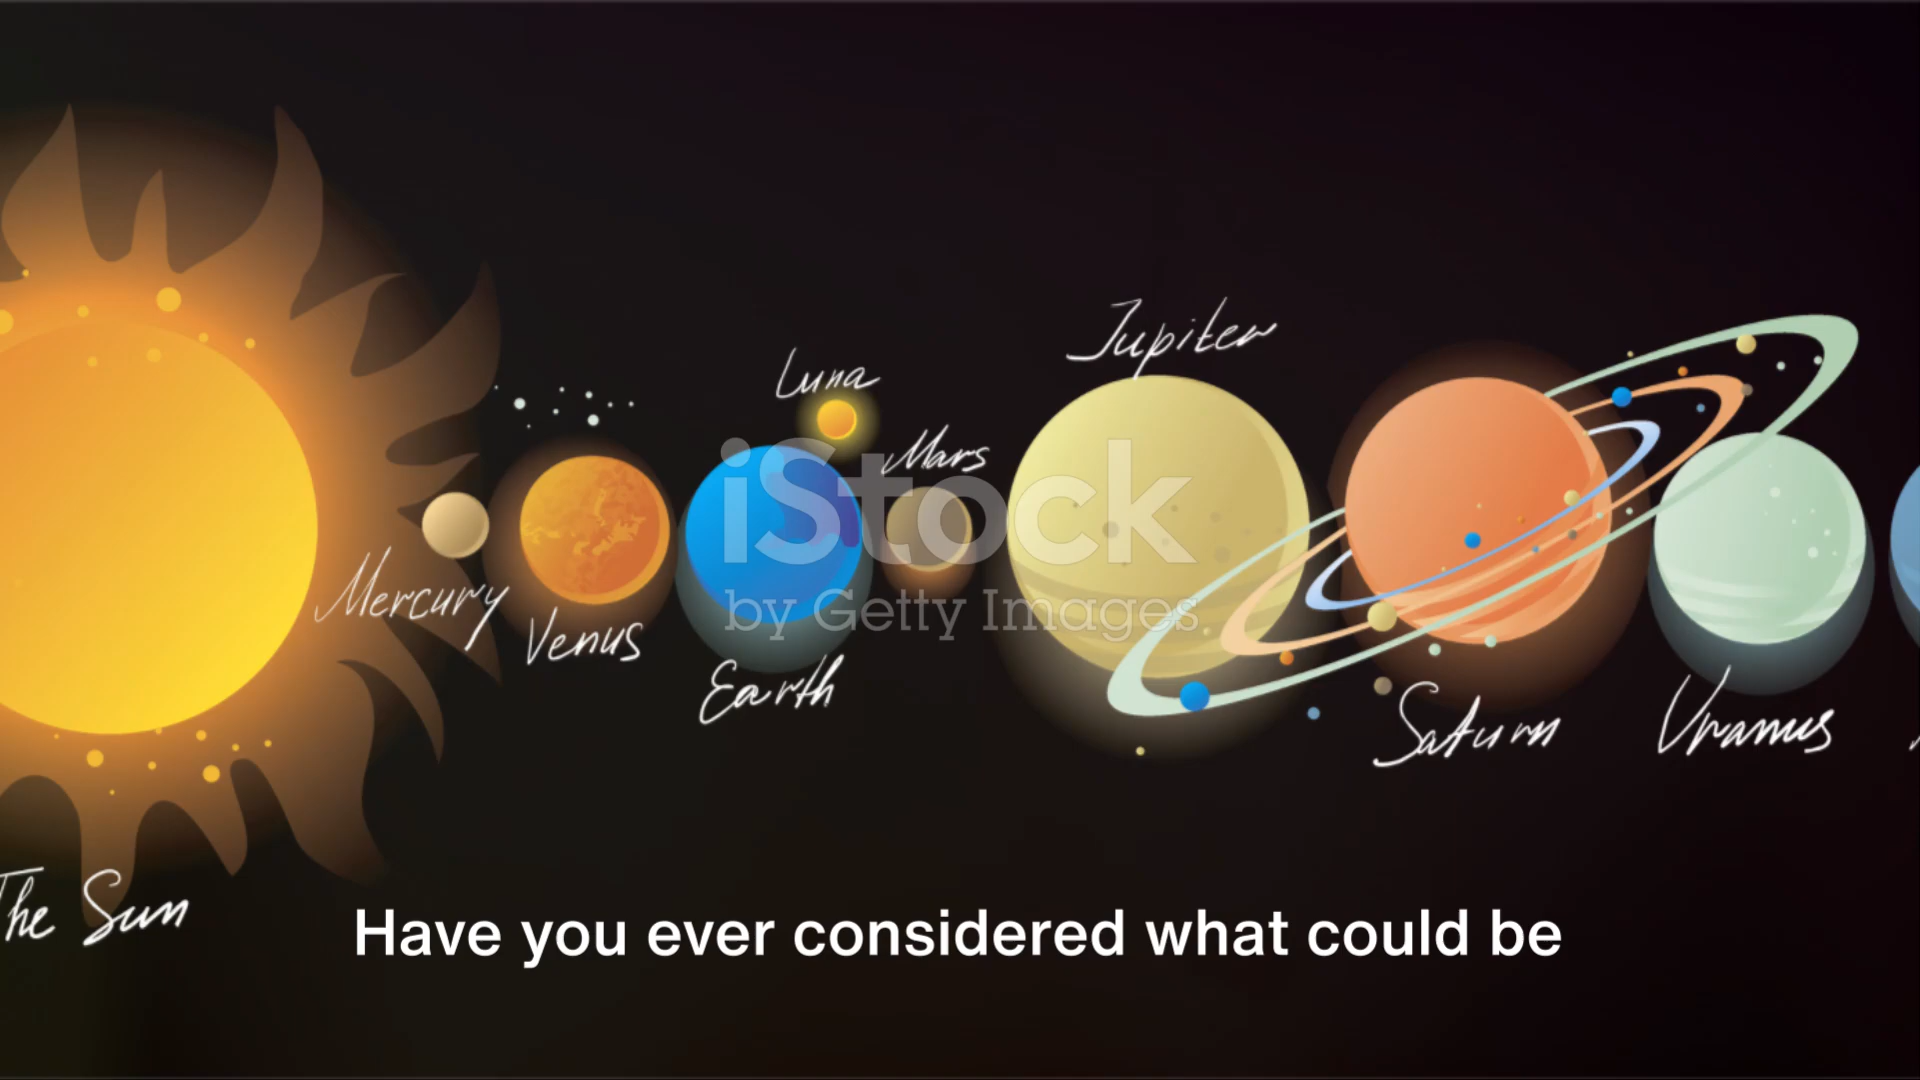 Jupiter
Luna
Mars
iStock
by Getty Images
Mercury
Venus
Earth
Saturn
Uranus
The Sun
Have you ever considered what could be